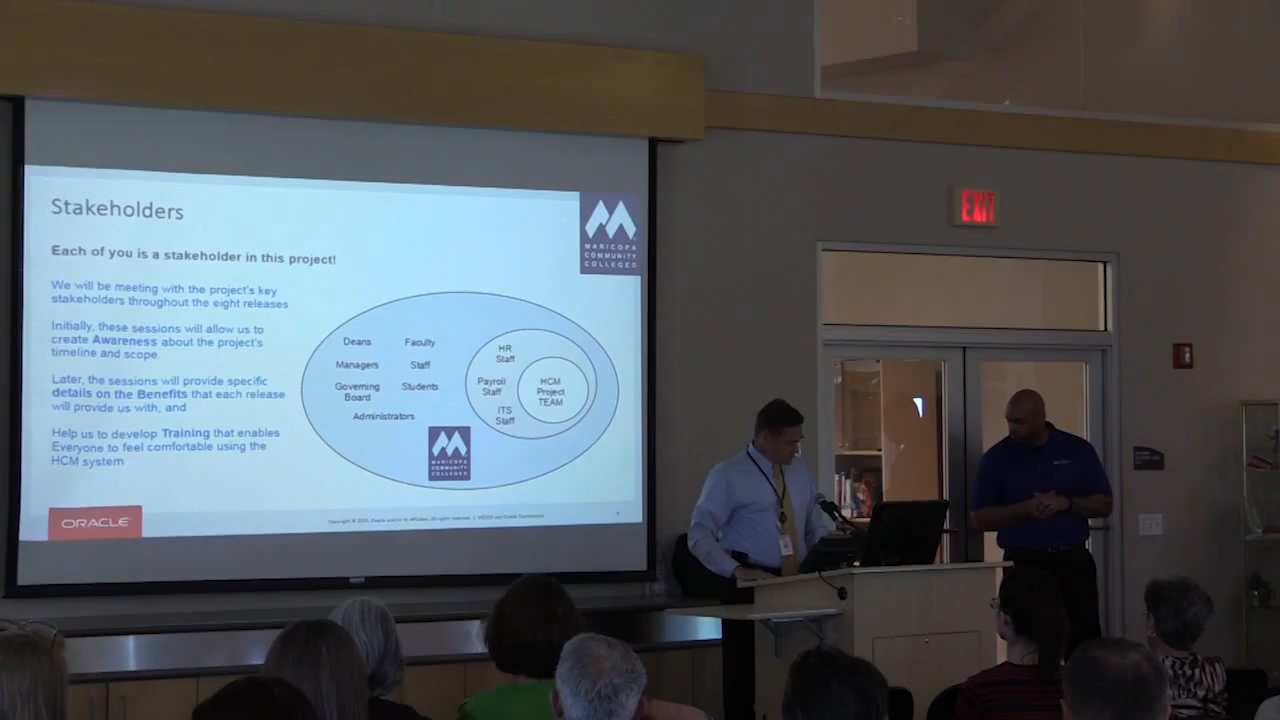 EXIT
Stakeholders
MARICOPA
COMMUNITY
COLLEGES
Each of you is a stakeholder in this project!
We will be meeting with the project's key
stakeholders throughout the eight releases
Initially, these sessions will allow us to
create Awareness about the project's
timeline and scope.
Later, the sessions will provide specific
details on the Benefits that each release
will provide us with, and
Help us to develop Training that enables
Everyone to feel comfortable using the
HCM system
Deans
Faculty
Managers
Staff
Governing
Board
Students
Administrators
HR
Staff
Payroll
Staff
ITS
Staff
HCM
Project
TEAM
MARICOPA
COMMUNITY
COLLEGES
ORACLE